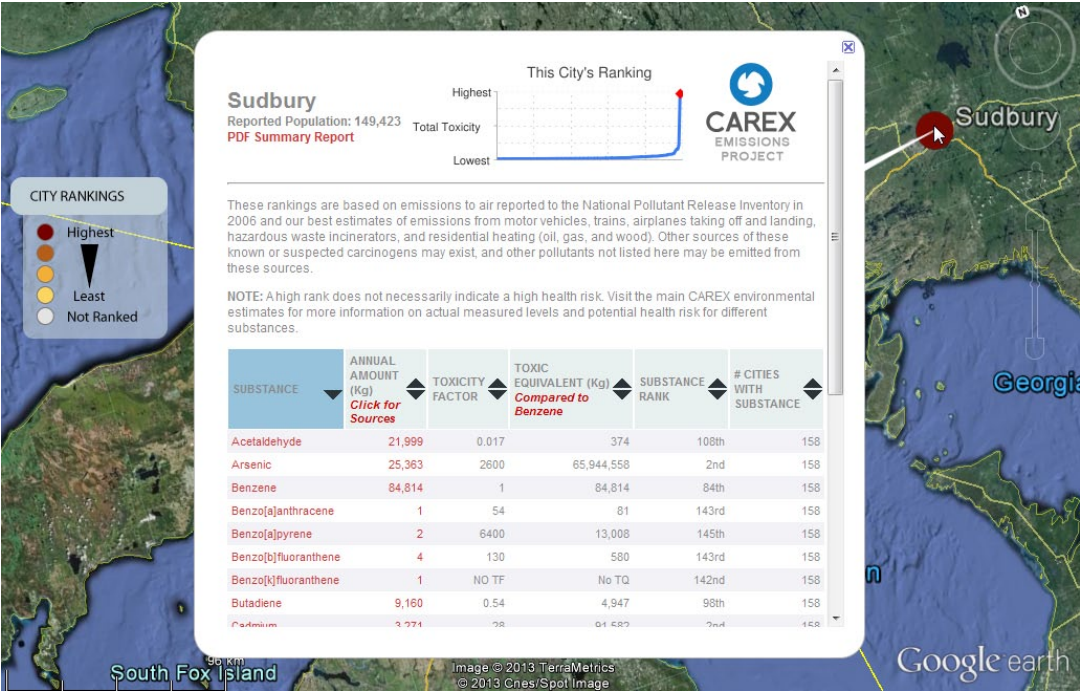 N
This City's Ranking
Highest
Total Toxicity
Lowest
Sudbury
Reported Population: 149,423
PDF Summary Report
CAREX
EMISSIONS
PROJECT
Sudbury
CITY RANKINGS
Highest
Least
Not Ranked
These rankings are based on emissions to air reported to the National Pollutant Release Inventory in
2006 and our best estimates of emissions from motor vehicles, trains, airplanes taking off and landing,
hazardous waste incinerators, and residential heating (oil, gas, and wood). Other sources of these
known or suspected carcinogens may exist, and other pollutants not listed here may be emitted from
these sources.
NOTE: A high rank does not necessarily indicate a high health risk. Visit the main CAREX environmental
estimates for more information on actual measured levels and potential health risk for different
substances.
SUBSTANCE
ANNUAL
AMOUNT
(Kg)
Click for
Sources
TOXICITY
FACTOR
TOXIC
EQUIVALENT (Kg)
Compared to
Benzene
SUBSTANCE
RANK
# CITIES
WITH
SUBSTANCE
Acetaldehyde 21,999 0.017 374 108th 158
Arsenic 25,363 2600 65,944,558 2nd 158
Benzene 84,814 1 84,814 84th 158
Benzo[a]anthracene 1 54 81 143rd 158
Benzo[a]pyrene 2 6400 13,008 145th 158
Benzo[b]fluoranthene 4 130 580 143rd 158
Benzo[k]fluoranthene 1 NO TF No TQ 142nd 158
Butadiene 9,160 0.54 4,947 98th 158
Cadmium 3,271 28 91,582 2nd 158
Georgia
n
96 km
South Fox Island
Image © 2013 TerraMetrics
© 2013 Cnes/Spot Image
Google earth